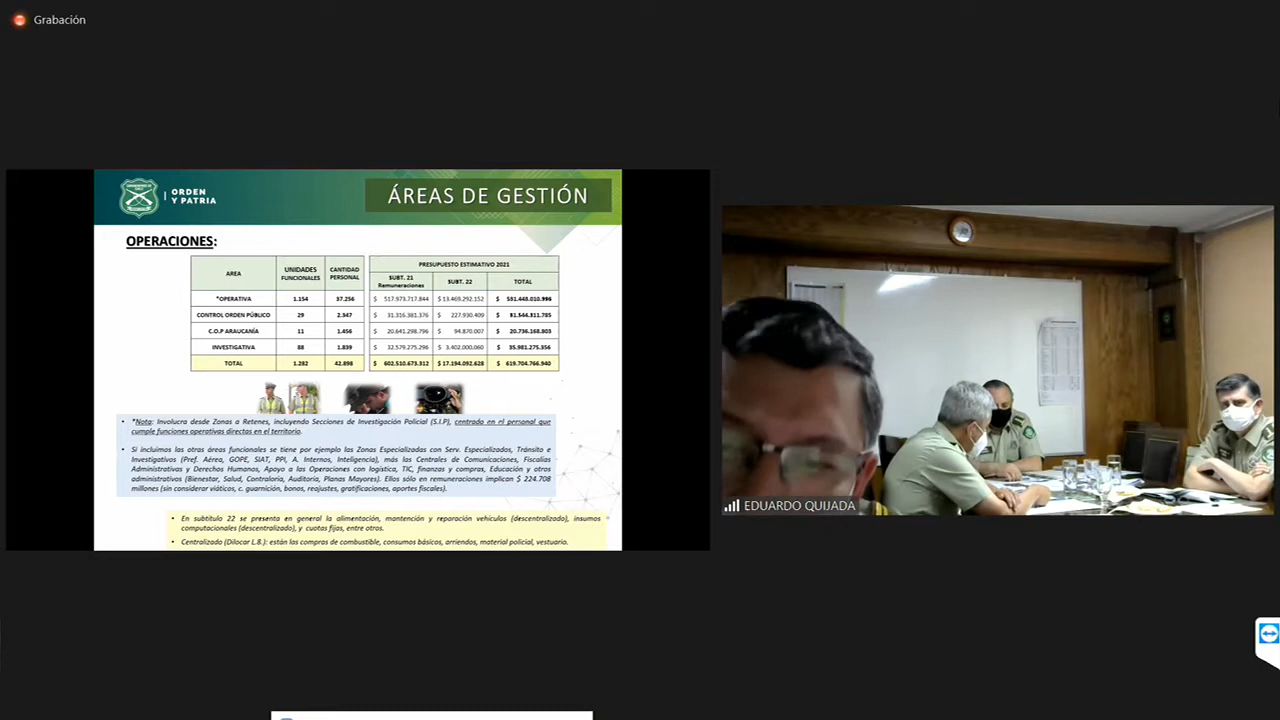 Grabación
ORDEN
Y PATRIA
ÁREAS DE GESTIÓN
OPERACIONES:
AREA UNIDADES FUNCIONALES CANTIDAD PERSONAL PRESUPUESTO ESTIMATIVO 2021
SUBT. 21 Remuneraciones SUBT. 22 TOTAL
*OPERATIVA 1.154 37.256 $ 517.973.717.844 $ 13.469.292.152 $ 531.443.010.996
CONTROL ORDEN PÚBLICO 29 2.347 $ 31.316.381.376 $ 227.930.409 $ 31.544.311.785
C.O.P ARAUCANÍA 11 1.456 $ 20.641.298.796 $ 94.870.007 $ 20.736.168.803
INVESTIGATIVA 88 1.839 $ 32.579.275.296 $ 3.402.000.060 $ 35.981.275.356
TOTAL 1.282 42.898 $ 602.510.673.312 $ 17.194.092.628 $ 619.704.766.940
• *Nota: Involucra desde Zonas a Retenes, incluyendo Secciones de Investigación Policial (S.I.P), centrado en el personal que
cumple funciones operativas directas en el territorio.
• Si incluimos las otras áreas funcionales se tiene por ejemplo las Zonas Especializadas con Serv. Especializados, Tránsito e
Investigativos (Pref. Aérea, GOPE, SIAT, PPI, A. Internos, Inteligencia), más las Centrales de Comunicaciones, Fiscalías
Administrativas y Derechos Humanos, Apoyo a las Operaciones con logística, TIC, finanzas y compras, Educación y otros
administrativos (Bienestar, Salud, Contraloría, Auditoría, Planas Mayores). Ellos sólo en remuneraciones implican $ 224.708
millones (sin considerar viáticos, c. guarnición, bonos, reajustes, gratificaciones, aportes fiscales).
• En subtítulo 22 se presenta en general la alimentación, mantención y reparación vehículos (descentralizado), insumos
computacionales (descentralizado), y cuotas fijas, entre otros.
• Centralizado (Dilocar L.B.): están las compras de combustible, consumos básicos, arriendos, material policial, vestuario.
EDUARDO QUIJADA